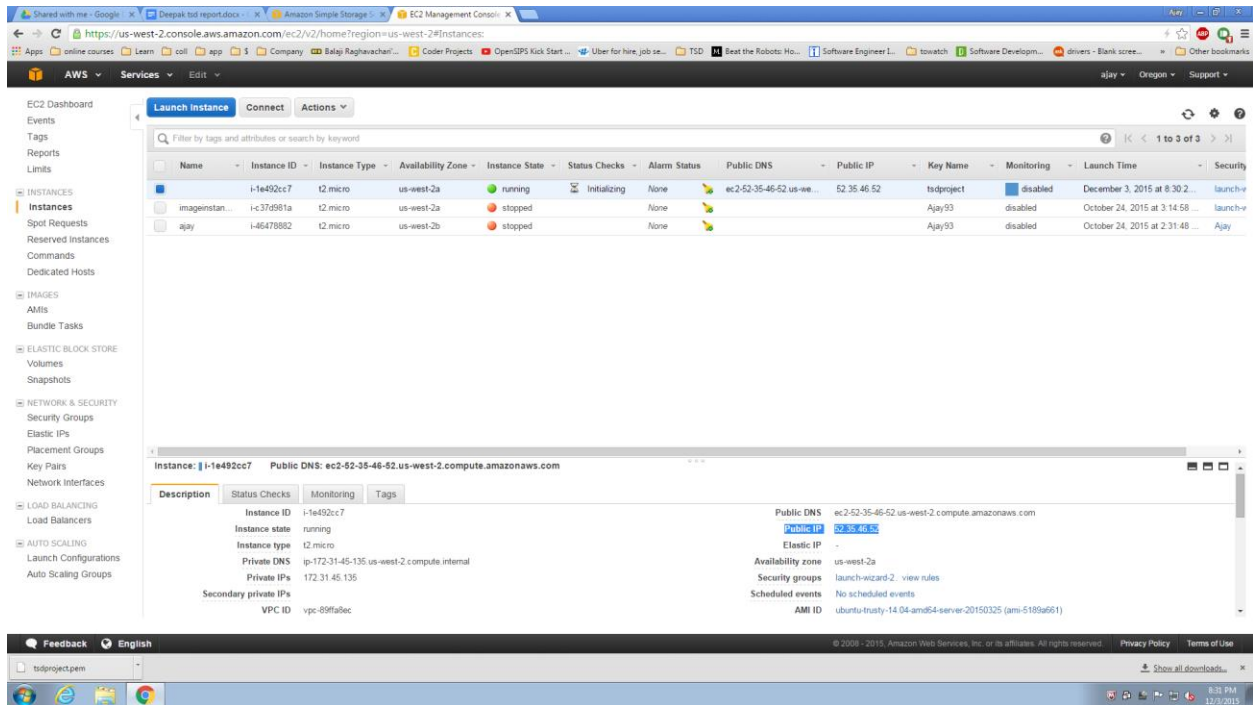 Shared with me - Google
Deepak tsd report.docx -
Amazon Simple Storage S
EC2 Management Console
Ajay
https://us-west-2.console.aws.amazon.com/ec2/v2/home?region=us-west-2#Instances:
Apps online courses Learn coll app $ Company Balaji Raghavachari'... Coder Projects OpenSIPS Kick Start ... Uber for hire, job se... TSD Beat the Robots: Ho... Software Engineer I... towatch Software Developm... drivers - Blank scree... » Other bookmarks
AWS Services Edit ajay Oregon Support
EC2 Dashboard
Events
Tags
Reports
Limits
INSTANCES
Instances
Spot Requests
Reserved Instances
Commands
Dedicated Hosts
IMAGES
AMIs
Bundle Tasks
ELASTIC BLOCK STORE
Volumes
Snapshots
NETWORK & SECURITY
Security Groups
Elastic IPs
Placement Groups
Key Pairs
Network Interfaces
LOAD BALANCING
Load Balancers
AUTO SCALING
Launch Configurations
Auto Scaling Groups
Launch Instance Connect Actions
Filter by tags and attributes or search by keyword 1 to 3 of 3
Name Instance ID Instance Type Availability Zone Instance State Status Checks Alarm Status Public DNS Public IP Key Name Monitoring Launch Time Security
i-1e492cc7 t2.micro us-west-2a running Initializing None ec2-52-35-46-52.us-we... 52.35.46.52 tsdproject disabled December 3, 2015 at 8:30:2... launch-w
imageinstan... i-c37d981a t2.micro us-west-2a stopped None Ajay93 disabled October 24, 2015 at 3:14:58 ... launch-w
ajay i-46478882 t2.micro us-west-2b stopped None Ajay93 disabled October 24, 2015 at 2:31:48 ... Ajay
Instance: i-1e492cc7 Public DNS: ec2-52-35-46-52.us-west-2.compute.amazonaws.com
Description Status Checks Monitoring Tags
Instance ID i-1e492cc7 Public DNS ec2-52-35-46-52.us-west-2.compute.amazonaws.com
Instance state running Public IP 52.35.46.52
Instance type t2.micro Elastic IP -
Private DNS ip-172-31-45-135.us-west-2.compute.internal Availability zone us-west-2a
Private IPs 172.31.45.135 Security groups launch-wizard-2. view rules
Secondary private IPs Scheduled events No scheduled events
VPC ID vpc-89ffa8ec AMI ID ubuntu-trusty-14.04-amd64-server-20150325 (ami-5189a661)
Feedback English © 2008 - 2015, Amazon Web Services, Inc. or its affiliates. All rights reserved. Privacy Policy Terms of Use
tsdproject.pem Show all downloads...
8:31 PM
12/3/2015